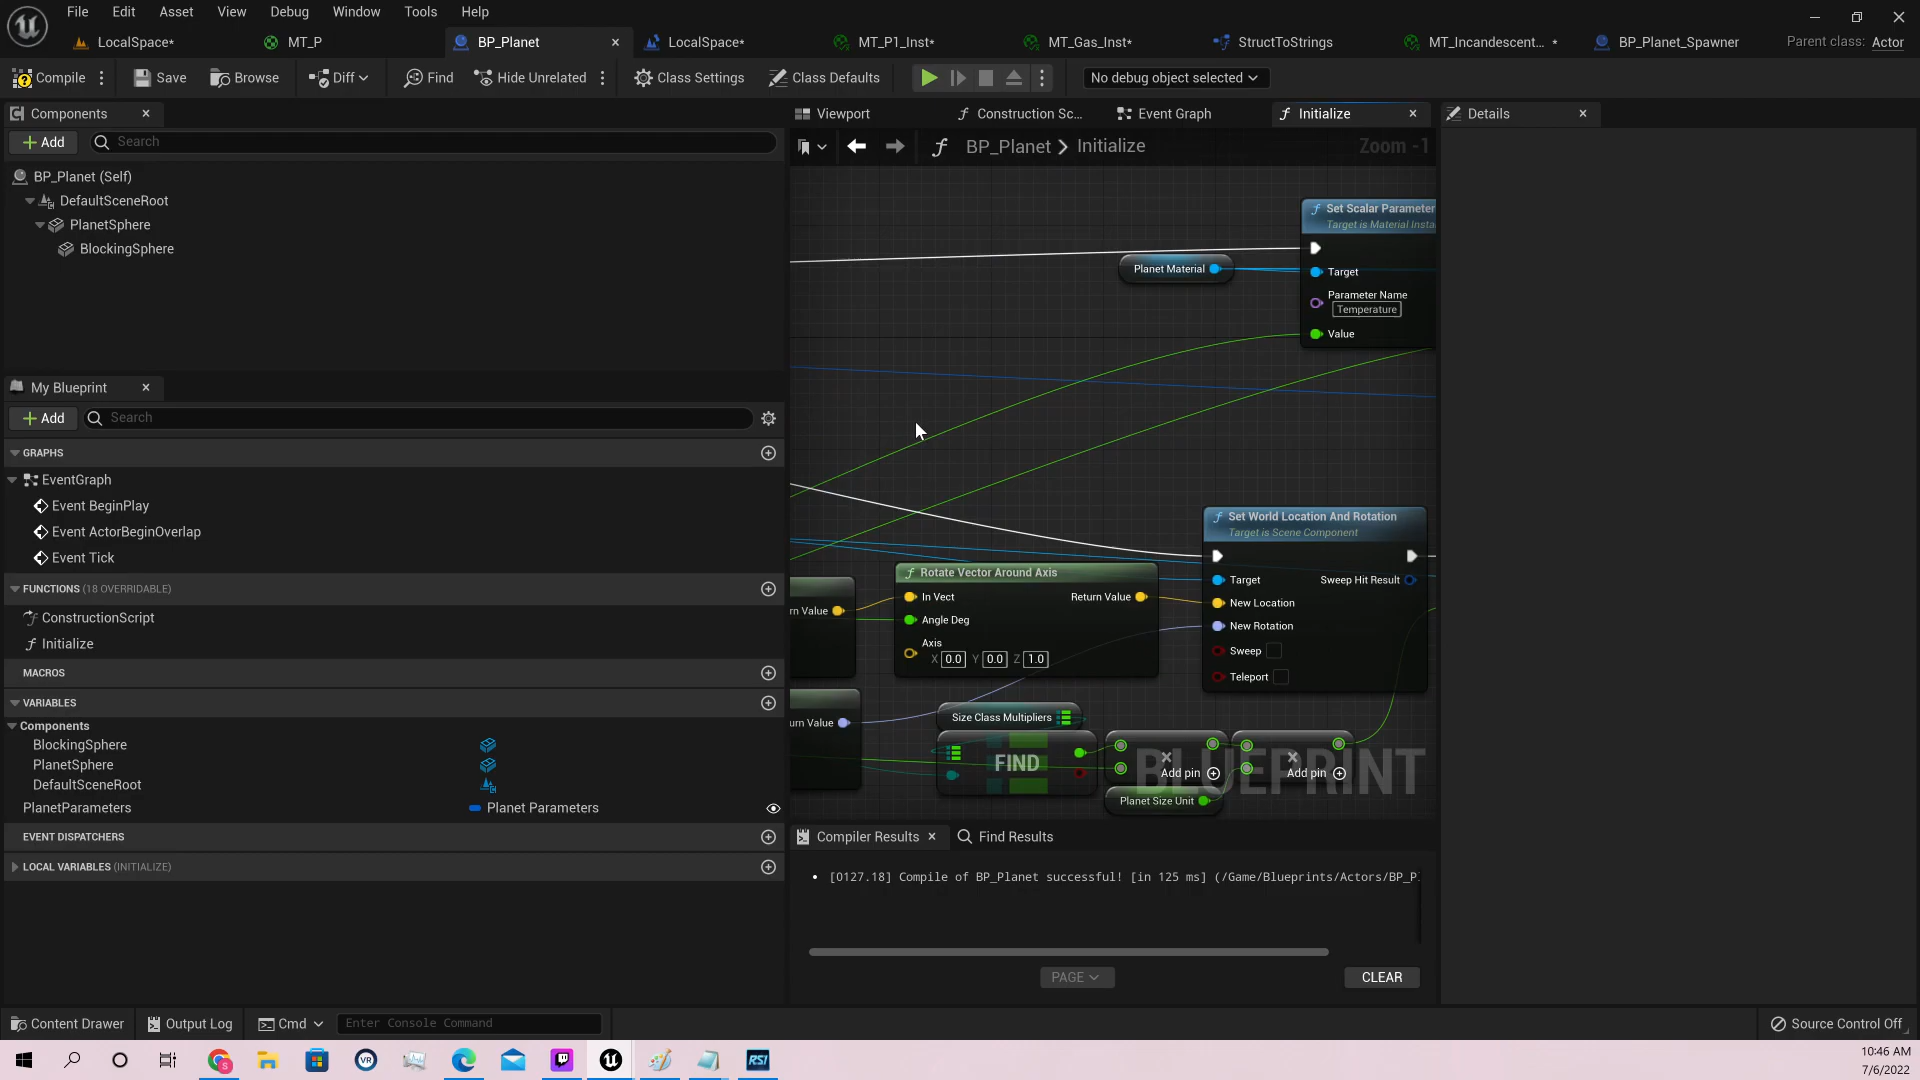 File Edit Asset View Debug Window Tools Help
LocalSpace* MT_P BP_Planet LocalSpace* MT_P1_Inst* MT_Gas_Inst* StructToStrings MT_Incandescent... * BP_Planet_Spawner Parent class: Actor
Compile Save Browse Diff Find Hide Unrelated Class Settings Class Defaults No debug object selected
Components
Viewport Construction Sc... Event Graph Initialize Details
Add Search
BP_Planet > Initialize Zoom -1
BP_Planet (Self)
DefaultSceneRoot
PlanetSphere
BlockingSphere
Set Scalar Parameter
Target is Material Insta
Planet Material
Target
Parameter Name
Temperature
Value
My Blueprint
Add Search
GRAPHS
EventGraph
Event BeginPlay
Event ActorBeginOverlap
Event Tick
FUNCTIONS (18 OVERRIDABLE)
ConstructionScript
Initialize
MACROS
VARIABLES
Components
BlockingSphere
PlanetSphere
DefaultSceneRoot
PlanetParameters Planet Parameters
EVENT DISPATCHERS
LOCAL VARIABLES (INITIALIZE)
Set World Location And Rotation
Target is Scene Component
Target Sweep Hit Result
New Location
New Rotation
Sweep
Teleport
Rotate Vector Around Axis
In Vect Return Value
Angle Deg
Axis
X 0.0 Y 0.0 Z 1.0
rn Value
urn Value
Size Class Multipliers
FIND
Add pin Add pin
Planet Size Unit
BLUEPRINT
Compiler Results Find Results
• [0127.18] Compile of BP_Planet successful! [in 125 ms] (/Game/Blueprints/Actors/BP_P
PAGE CLEAR
Content Drawer Output Log Cmd Enter Console Command Source Control Off
S VR RSI
10:46 AM
7/6/2022